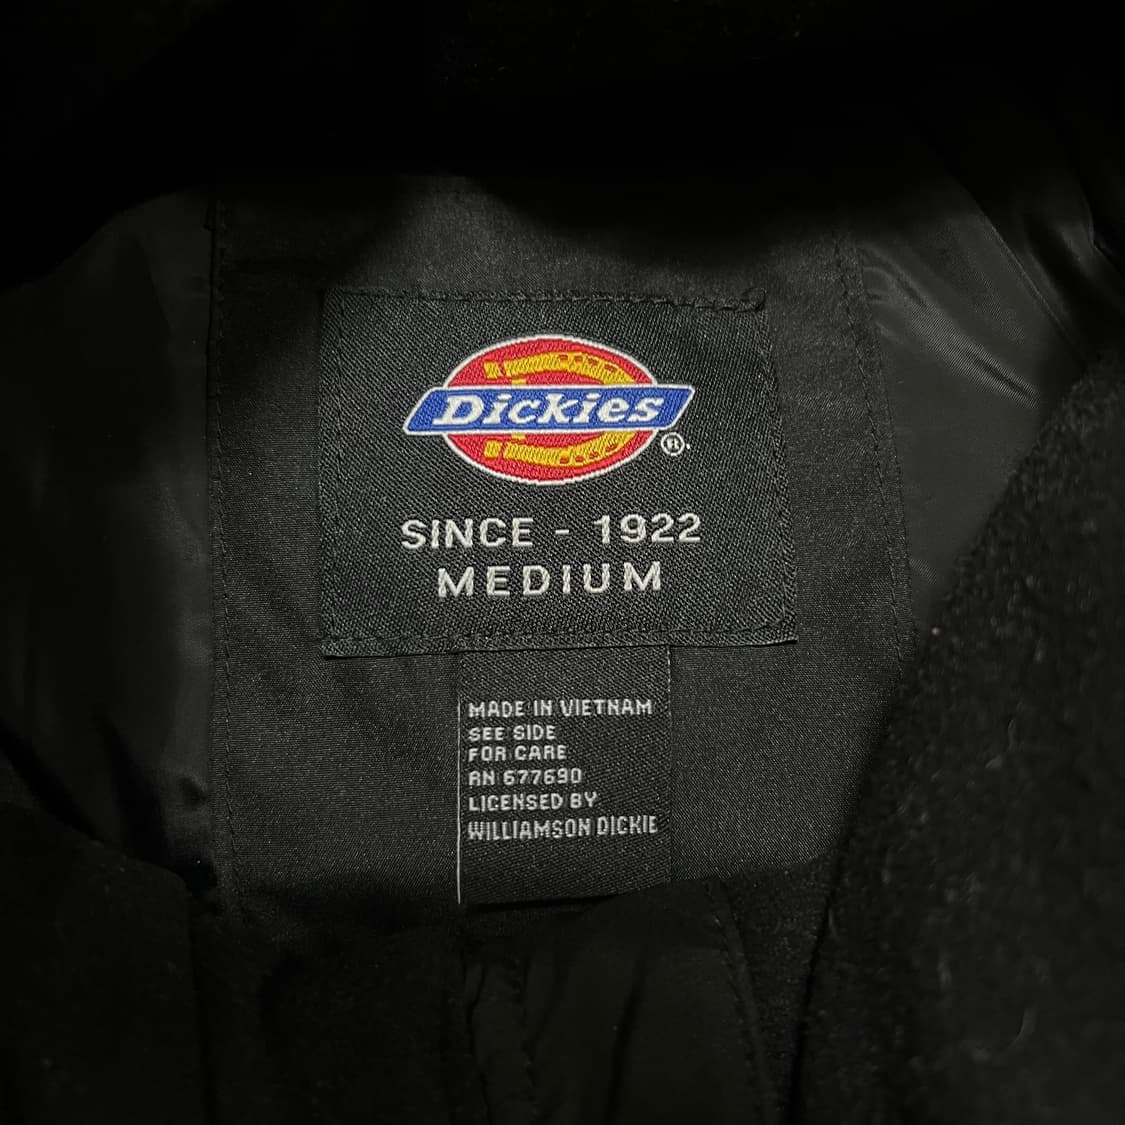 Dickies
®.
SINCE - 1922
MEDIUM
MADE IN VIETNAM
SEE SIDE
FOR CARE
RN 677690
LICENSED BY
WILLIAMSON DICKIE